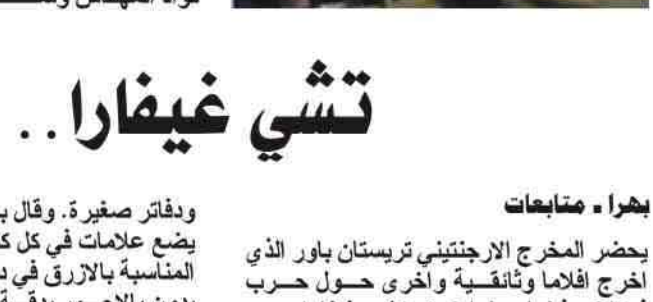 تشي غيفارا..
بهرا ـ متابعات
يحضر المخرج الارجنتيني تريستان باور الذي
اخرج افلاما وثائقية واخرى حول حرب
ودفاتر صغيرة. وقال ب
يضع علامات في كل ك
المناسبة بالازرق في د